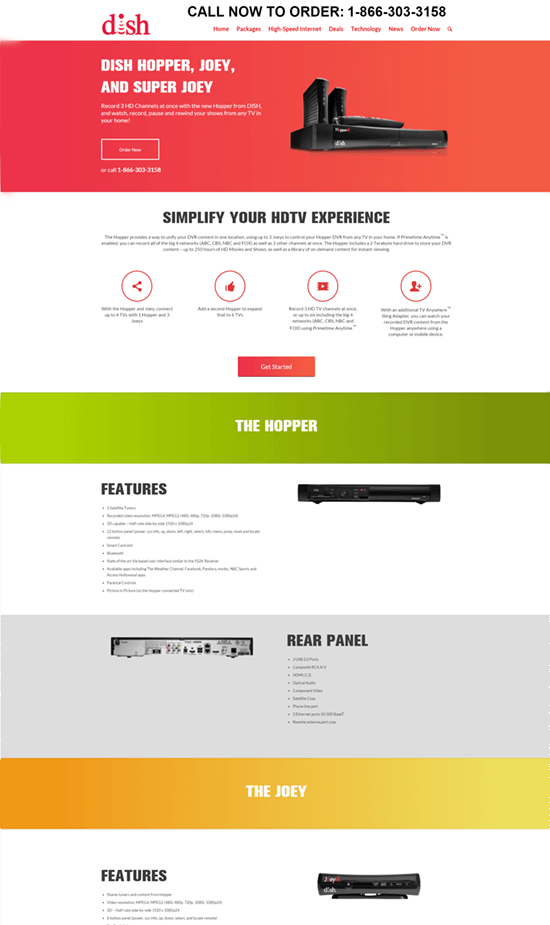 CALL NOW TO ORDER: 1-866-303-3158
dish
Home Packages High-Speed Internet Deals Technology News Order Now
DISH HOPPER, JOEY,
AND SUPER JOEY
Record 3 HD Channels at once with the new Hopper from DISH,
and watch, record, pause and rewind your shows from any TV in
your home!
Order Now
or call 1-866-303-3158
Hopper
dish
SIMPLIFY YOUR HDTV EXPERIENCE
The Hopper provides a way to unify your DVR content in one location, using up to 3 Joeys to control your Hopper DVR from any TV in your home. If Primetime Anytime™ is
enabled, you can record all of the big 4 networks (ABC, CBS, NBC and FOX) as well as 2 other channels at once. The Hopper includes a 2 Terabyte hard drive to store your DVR
content – up to 250 hours of HD Movies and Shows, as well as a library of on-demand content for instant viewing.
With the Hopper and Joey, connect
up to 4 TVs with 1 Hopper and 3
Joeys
Add a second Hopper to expand
that to 6 TVs
Record 3 HD TV channels at once,
or up to six including the big 4
networks (ABC, CBS, NBC and
FOX) using Primetime Anytime™
With an additional TV Anywhere™
Sling Adapter, you can watch your
recorded DVR content from the
Hopper anywhere using a
computer or mobile device.
Get Started
THE HOPPER
FEATURES
3 Satellite Tuners
Recorded video resolution: MPEG4, MPEG2 (480i, 480p, 720p, 1080i, 1080p24)
3D capable – Half-rate side-by-side 1920 x 1080p24
12 button panel (power, sys info, up, down, left, right, select, info, menu, jump, reset and locate
remote)
Smart Card slot
Bluetooth
State of the art tile based user interface similar to the 922K Receiver
Available apps including The Weather Channel, Facebook, Pandora, NBC Sports and
Access Hollywood apps
Parental Controls
Picture in Picture (on the Hopper connected TV only)
REAR PANEL
3 USB 2.0 Ports
Composite RCA A/V
HDMI
Optical Audio
Component Video
Satellite Coax
Phone line port
2 Ethernet ports 10/100 BaseT
Remote antenna port coax
THE JOEY
FEATURES
Shares tuners and content from Hopper
Video resolution: MPEG4, MPEG2 (480i, 480p, 720p, 1080i, 1080p24)
3D – Half-rate side-by-side 1920 x 1080p24
6 button panel (power, sys info, up, down, select, and locate remote)
Joey
dish